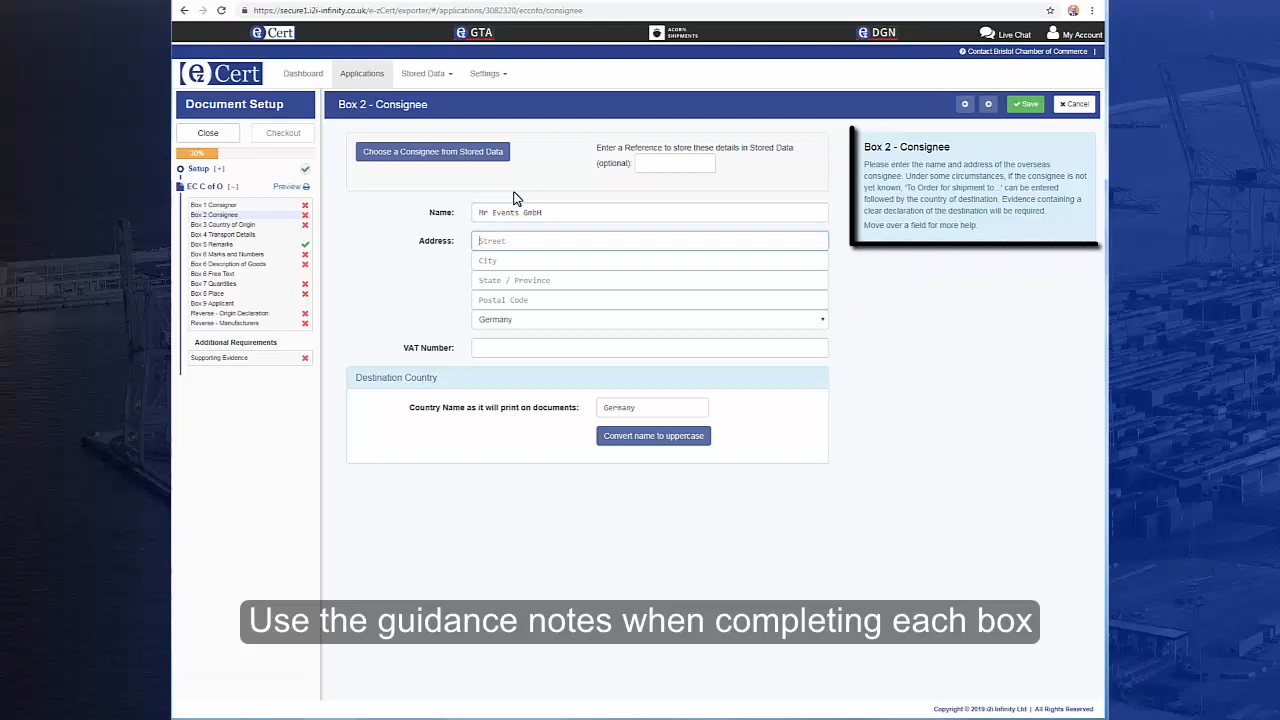 https://secure1.i2i-infinity.co.uk/e-zCert/exporter/#/applications/3082320/eccofo/consignee
e-z Cert
e-z GTA
ACORN SHIPMENTS
e-z DGN
Live Chat
My Account
Contact Bristol Chamber of Commerce |
e-z Cert
Dashboard
Applications
Stored Data
Settings
Document Setup
Close
Checkout
30%
Setup [+]
EC C of O [–]
Preview
Box 1 Consignor
Box 2 Consignee
Box 3 Country of Origin
Box 4 Transport Details
Box 5 Remarks
Box 6 Marks and Numbers
Box 6 Description of Goods
Box 6 Free Text
Box 7 Quantities
Box 8 Place
Box 9 Applicant
Reverse - Origin Declaration
Reverse - Manufacturers
Additional Requirements
Supporting Evidence
Box 2 - Consignee
Save
Cancel
Choose a Consignee from Stored Data
Enter a Reference to store these details in Stored Data
(optional):
Name:
Mr Events GmbH
Address:
Street
City
State / Province
Postal Code
Germany
VAT Number:
Destination Country
Country Name as it will print on documents:
Germany
Convert name to uppercase
Box 2 - Consignee
Please enter the name and address of the overseas
consignee. Under some circumstances, if the consignee is not
yet known, 'To Order for shipment to...' can be entered
followed by the country of destination. Evidence containing a
clear declaration of the destination will be required.
Move over a field for more help.
Use the guidance notes when completing each box
Copyright © 2019 i2i Infinity Ltd | All Rights Reserved